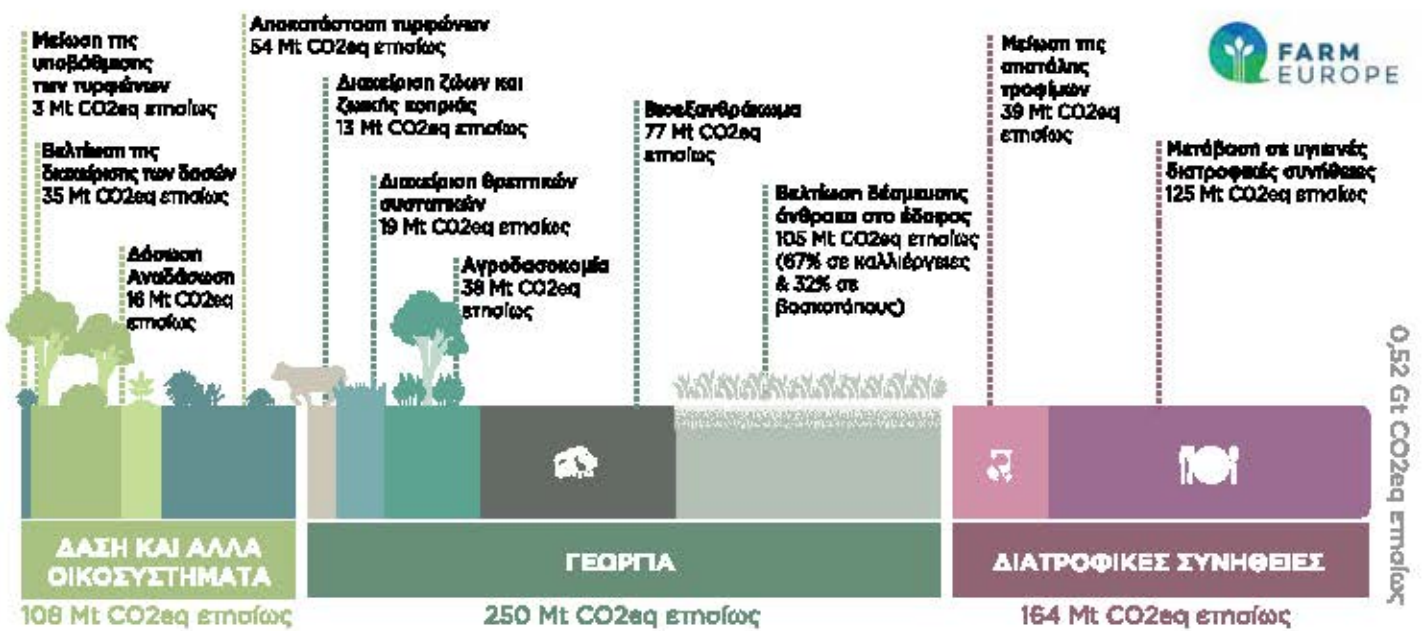 Μείωση της
υποβάθμισης
των τυρφώνων
3 Mt CO2eq ετησίως
Βελτίωση της
διαχείρισης των δασών
35 Mt CO2eq ετησίως
Δάσωση
Αναδάσωση
16 Mt CO2eq
ετησίως
Αποκατάσταση τυρφώνων
54 Mt CO2eq ετησίως
Διαχείριση ζώων και
ζωικής κοπριάς
13 Mt CO2eq ετησίως
Διαχείριση θρεπτικών
συστατικών
19 Mt CO2eq ετησίως
Αγροδασοκομία
38 Mt CO2eq
ετησίως
Βιοεξανθράκωμα
77 Mt CO2eq
ετησίως
Βελτίωση δέσμευσης
άνθρακα στο έδαφος
105 Mt CO2eq ετησίως
(67% σε καλλιέργειες
& 32% σε
βοσκοτόπους)
Μείωση της
σπατάλης
τροφίμων
39 Mt CO2eq
ετησίως
Μετάβαση σε υγιεινές
διατροφικές συνήθειες
125 Mt CO2eq ετησίως
FARM
EUROPE
0,52 Gt CO2eq ετησίως
ΔΑΣΗ ΚΑΙ ΑΛΛΑ
ΟΙΚΟΣΥΣΤΗΜΑΤΑ
108 Mt CO2eq ετησίως
ΓΕΩΡΓΙΑ
250 Mt CO2eq ετησίως
ΔΙΑΤΡΟΦΙΚΕΣ ΣΥΝΗΘΕΙΕΣ
164 Mt CO2eq ετησίως